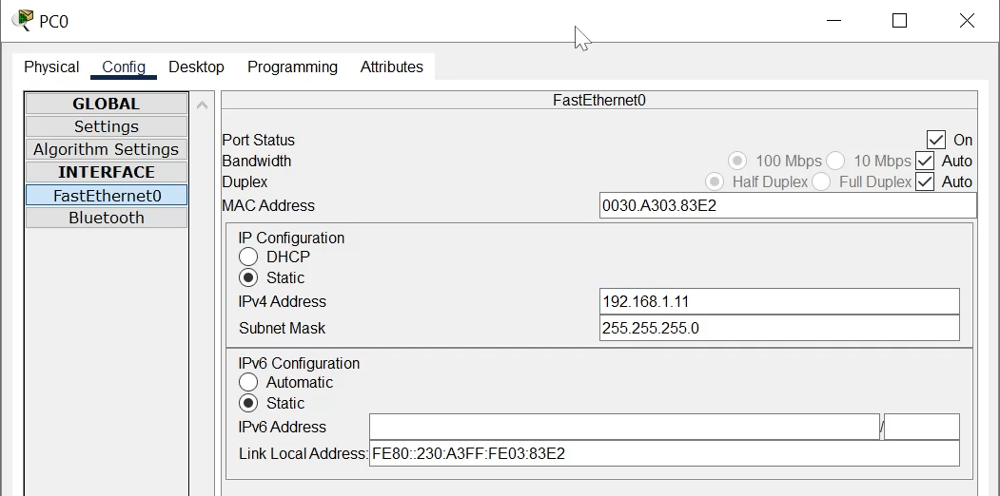 PC0
Physical Config Desktop Programming Attributes
GLOBAL
Settings
Algorithm Settings
INTERFACE
FastEthernet0
Bluetooth
FastEthernet0
Port Status On
Bandwidth 100 Mbps 10 Mbps Auto
Duplex Half Duplex Full Duplex Auto
MAC Address 0030.A303.83E2
IP Configuration
DHCP
Static
IPv4 Address 192.168.1.11
Subnet Mask 255.255.255.0
IPv6 Configuration
Automatic
Static
IPv6 Address /
Link Local Address: FE80::230:A3FF:FE03:83E2